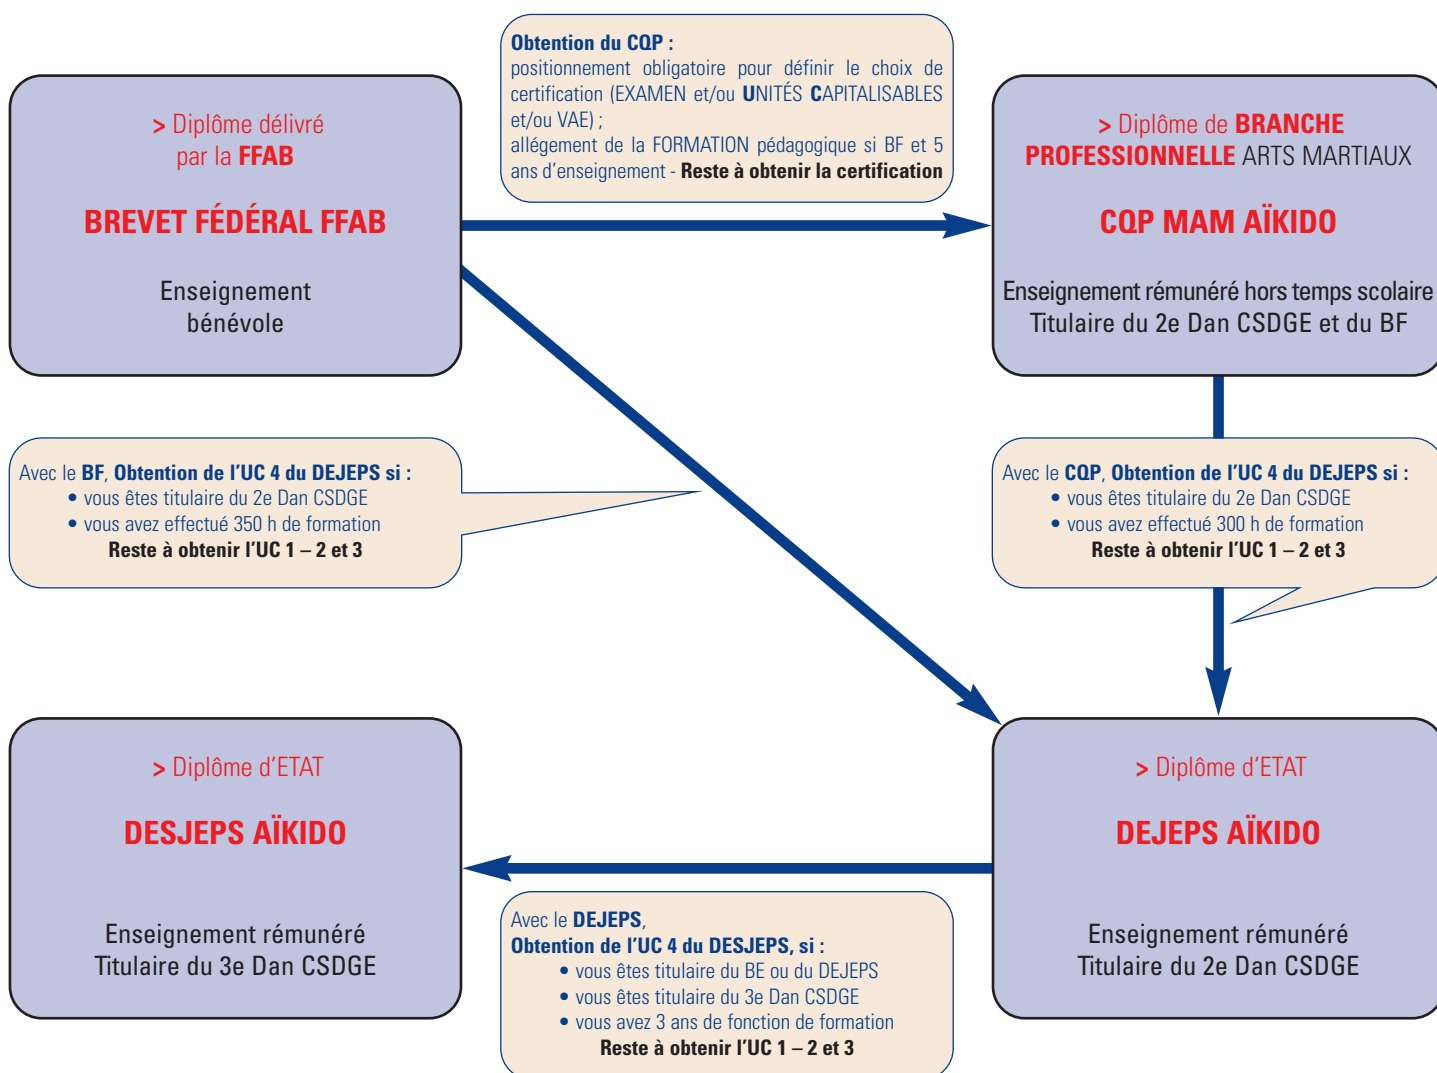 Obtention du CQP :
positionnement obligatoire pour définir le choix de
certification (EXAMEN et/ou UNITÉS CAPITALISABLES
et/ou VAE) ;
allégement de la FORMATION pédagogique si BF et 5
ans d'enseignement - Reste à obtenir la certification
> Diplôme délivré
par la FFAB
BREVET FÉDÉRAL FFAB
Enseignement
bénévole
> Diplôme de BRANCHE
PROFESSIONNELLE ARTS MARTIAUX
CQP MAM AÏKIDO
Enseignement rémunéré hors temps scolaire
Titulaire du 2e Dan CSDGE et du BF
Avec le BF, Obtention de l'UC 4 du DEJEPS si :
• vous êtes titulaire du 2e Dan CSDGE
• vous avez effectué 350 h de formation
Reste à obtenir l'UC 1 – 2 et 3
Avec le CQP, Obtention de l'UC 4 du DEJEPS si :
• vous êtes titulaire du 2e Dan CSDGE
• vous avez effectué 300 h de formation
Reste à obtenir l'UC 1 – 2 et 3
> Diplôme d'ETAT
DESJEPS AÏKIDO
Enseignement rémunéré
Titulaire du 3e Dan CSDGE
> Diplôme d'ETAT
DEJEPS AÏKIDO
Enseignement rémunéré
Titulaire du 2e Dan CSDGE
Avec le DEJEPS,
Obtention de l'UC 4 du DESJEPS, si :
• vous êtes titulaire du BE ou du DEJEPS
• vous êtes titulaire du 3e Dan CSDGE
• vous avez 3 ans de fonction de formation
Reste à obtenir l'UC 1 – 2 et 3